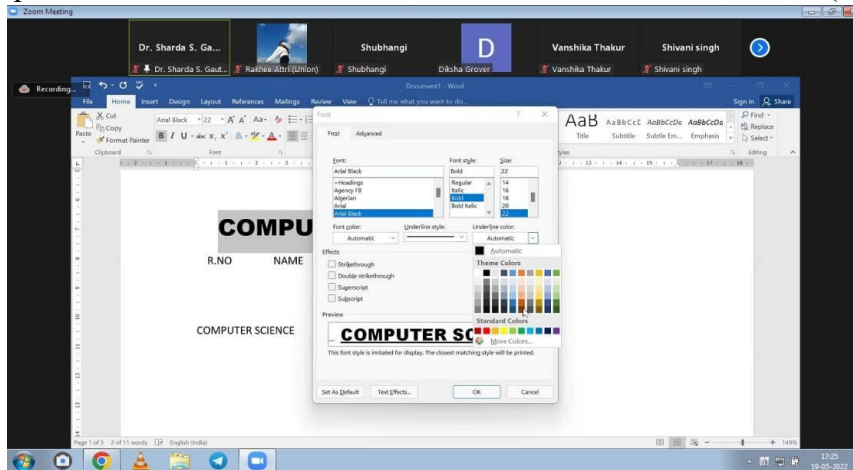 Zoom Meeting
Dr. Sharda S. Ga...
Shubhangi
D
Vanshika Thakur
Shivani singh
Dr. Sharda S. Gaut...
Rakhee Attri (Union)
Shubhangi
Diksha Grover
Vanshika Thakur
Shivani singh
Recording...
Document1 - Word
File Home Insert Design Layout References Mailings Review View Tell me what you want to do...
Sign in Share
Cut
Copy
Format Painter
Paste
Clipboard
Arial Black 22
Font
AaB AaBbCcC AaBbCcDc AaBbCcDc
Title Subtitle Subtle Em... Emphasis
Find
Replace
Select
Editing
Font
Font Advanced
Font: Font style: Size:
Arial Black Bold 22
+Headings
Agency FB
Algerian
Arial
Arial Black
Regular
Italic
Bold
Bold Italic
14
16
18
20
22
Font color: Underline style: Underline color:
Automatic Automatic
Automatic
Theme Colors
Standard Colors
More Colors...
Effects
Strikethrough
Double strikethrough
Superscript
Subscript
Preview
COMPUTER SC
This font style is imitated for display. The closest matching style will be printed.
Set As Default Text Effects... OK Cancel
COMPU
R.NO NAME
COMPUTER SCIENCE
Page 1 of 3 2 of 11 words English (India)
140%
17:25
19-05-2022